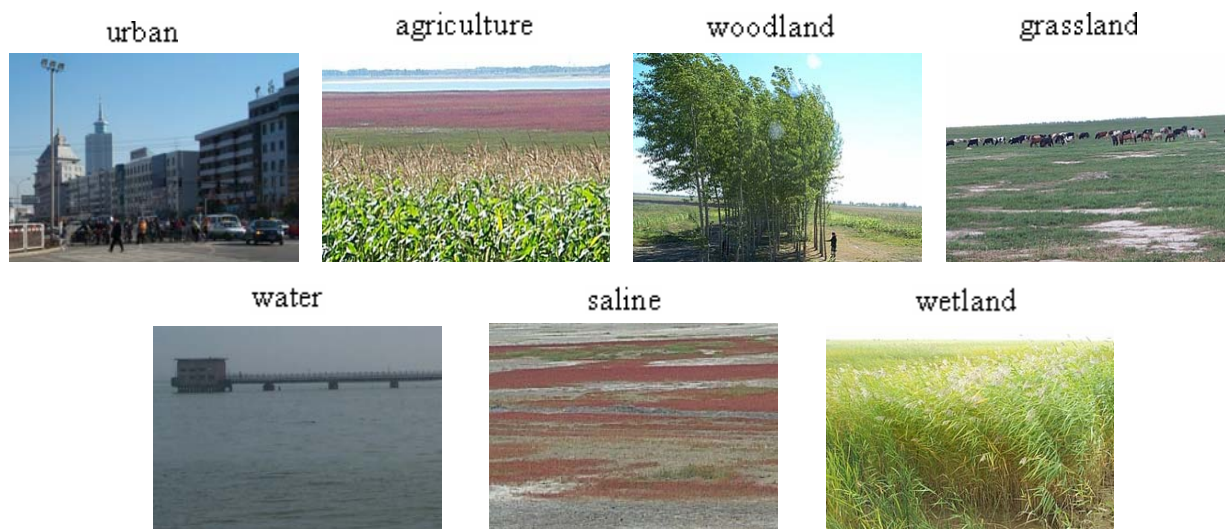 urban
agriculture
woodland
grassland
water
saline
wetland